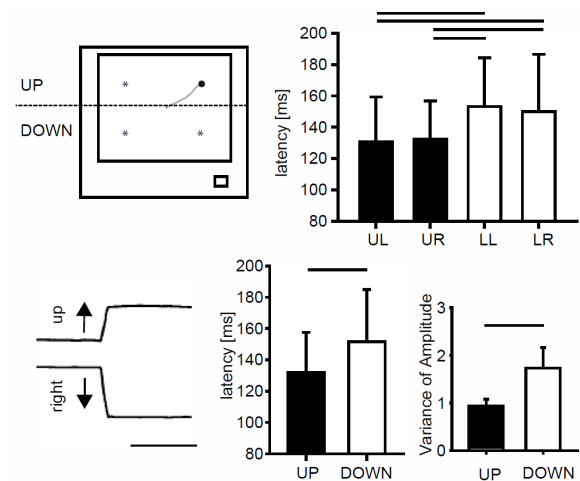 UP
DOWN
latency [ms]
200
180
160
140
120
100
80
UL UR LL LR
up
right
latency [ms]
200
180
160
140
120
100
80
UP DOWN
Variance of Amplitude
3
2
1
0
UP DOWN